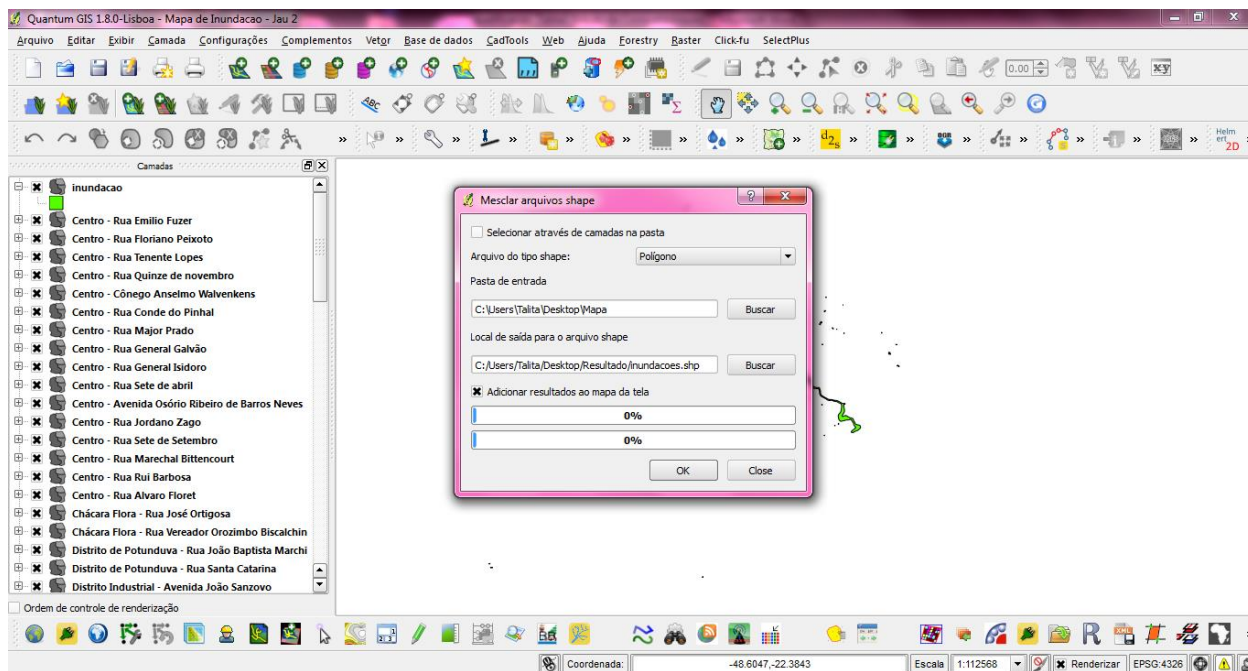 Quantum GIS 1.8.0-Lisboa - Mapa de Inundacao - Jau 2
Arquivo Editar Exibir Camada Configurações Complementos Vetor Base de dados CadTools Web Ajuda Forestry Raster Click-fu SelectPlus
0.00
XY
ABC
Helm
ert
2D
Camadas
inundacao
Centro - Rua Emilio Fuzer
Centro - Rua Floriano Peixoto
Centro - Rua Tenente Lopes
Centro - Rua Quinze de novembro
Centro - Cônego Anselmo Walvenkens
Centro - Rua Conde do Pinhal
Centro - Rua Major Prado
Centro - Rua General Galvão
Centro - Rua General Isidoro
Centro - Rua Sete de abril
Centro - Avenida Osório Ribeiro de Barros Neves
Centro - Rua Jordano Zago
Centro - Rua Sete de Setembro
Centro - Rua Marechal Bittencourt
Centro - Rua Rui Barbosa
Centro - Rua Alvaro Floret
Chácara Flora - Rua José Ortigosa
Chácara Flora - Rua Vereador Orozimbo Biscalchin
Distrito de Potunduva - Rua João Baptista Marchi
Distrito de Potunduva - Rua Santa Catarina
Distrito Industrial - Avenida João Sanzovo
Ordem de controle de renderização
Mesclar arquivos shape
Selecionar através de camadas na pasta
Arquivo do tipo shape: Polígono
Pasta de entrada
C:\Users\Talita\Desktop\Mapa Buscar
Local de saída para o arquivo shape
C:/Users/Talita/Desktop/Resultado/inundacoes.shp Buscar
Adicionar resultados ao mapa da tela
0%
0%
OK Close
Coordenada: -48.6047,-22.3843 Escala 1:112568 Renderizar EPSG:4326